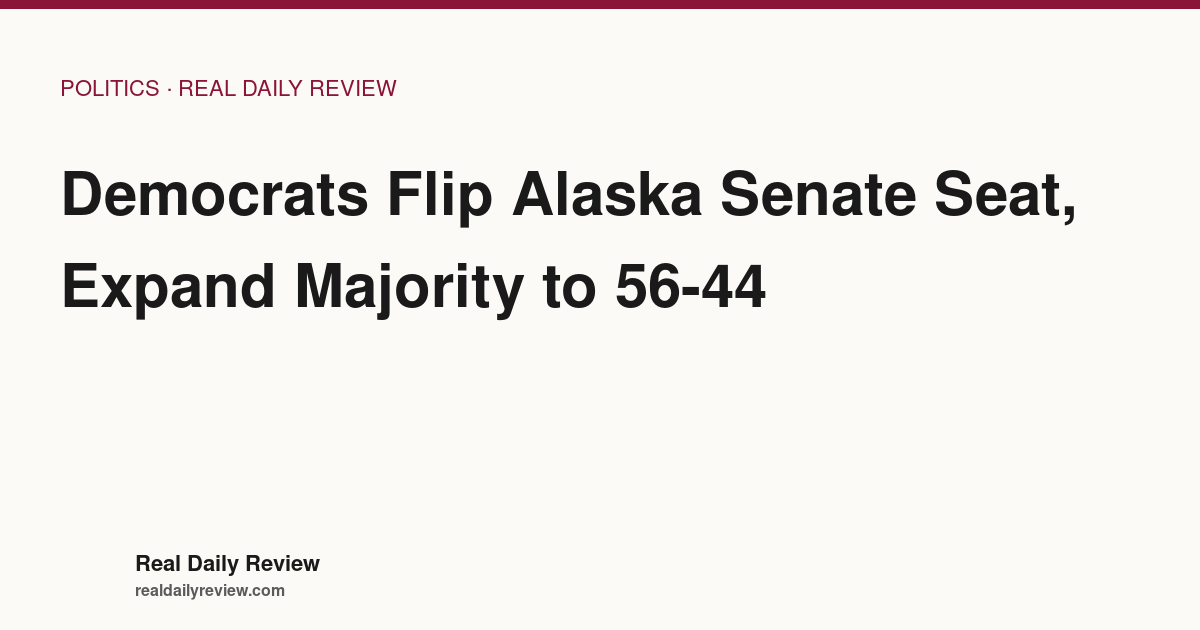 POLITICS · REAL DAILY REVIEW
Democrats Flip Alaska Senate Seat,
Expand Majority to 56-44
Real Daily Review
realdailyreview.com